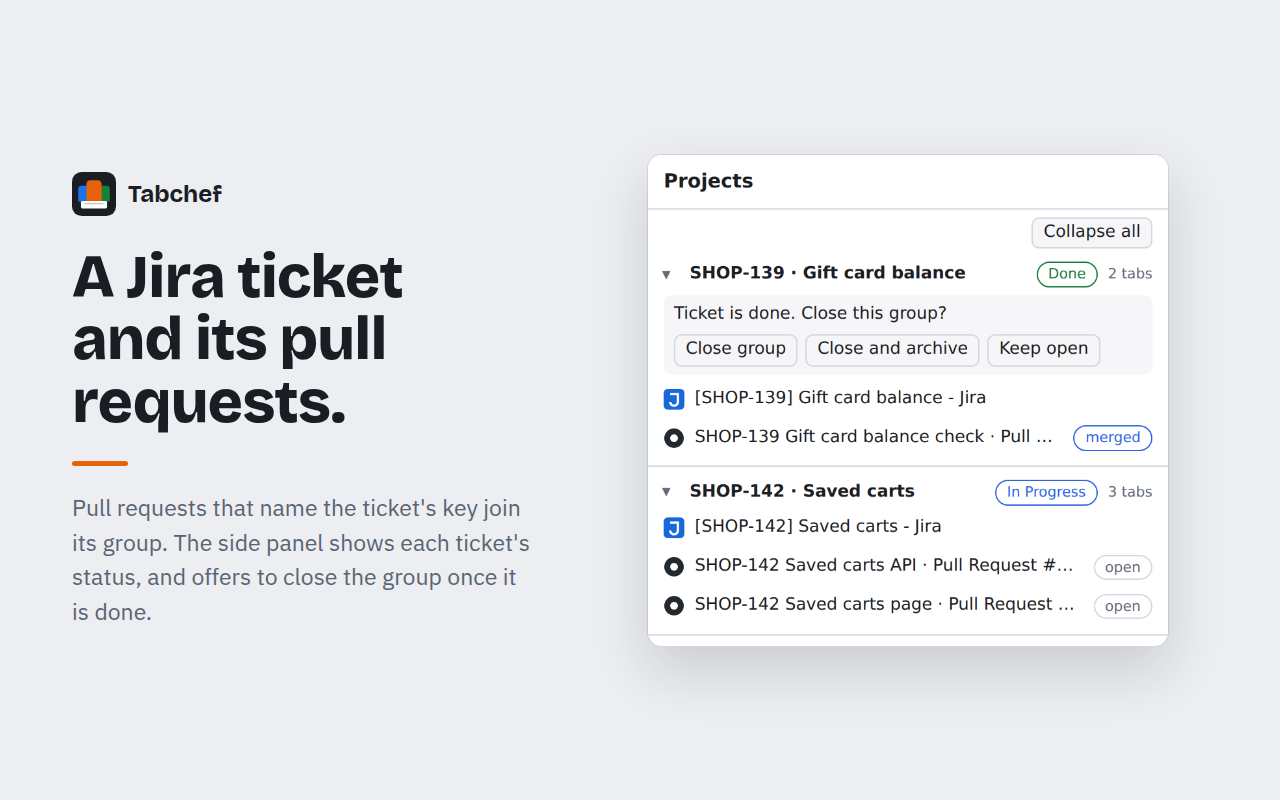 Tabchef
A Jira ticket
and its pull
requests.
Pull requests that name the ticket's key join
its group. The side panel shows each ticket's
status, and offers to close the group once it
is done.
Projects
Collapse all
▼ SHOP-139 · Gift card balance Done 2 tabs
Ticket is done. Close this group?
Close group Close and archive Keep open
[SHOP-139] Gift card balance - Jira
SHOP-139 Gift card balance check · Pull … merged
▼ SHOP-142 · Saved carts In Progress 3 tabs
[SHOP-142] Saved carts - Jira
SHOP-142 Saved carts API · Pull Request #… open
SHOP-142 Saved carts page · Pull Request … open